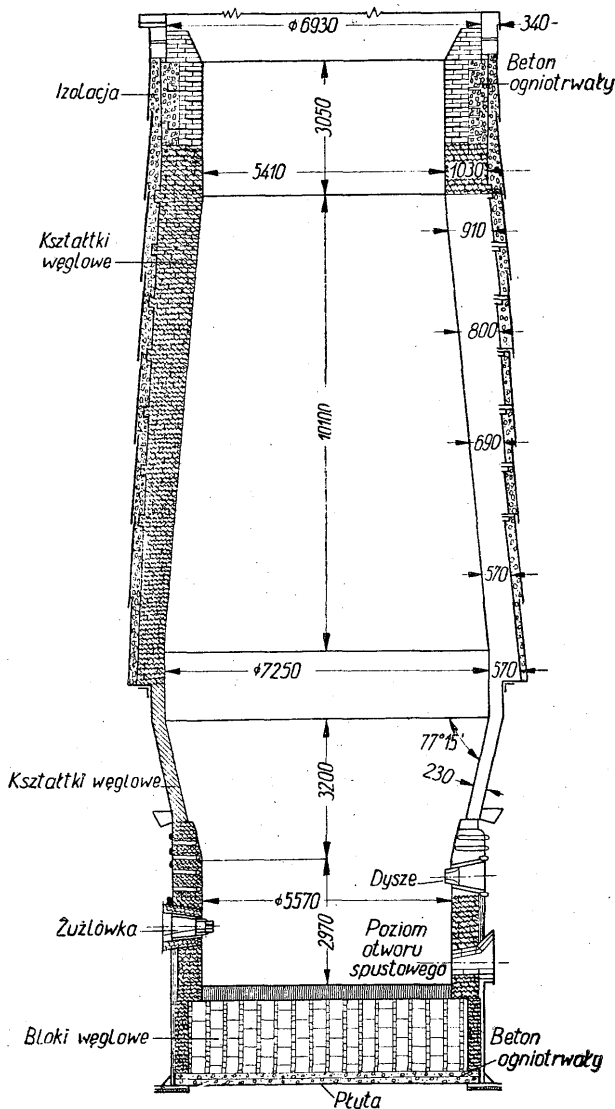 ϕ6930
340
Izolacja
Beton
ogniotrwały
3050
5410
1030
910
Kształtki
węglowe
800
10100
690
570
ϕ7250
570
77°15'
230
3200
Kształtki węglowe
Dysze
ϕ5570
2970
Żużlówka
Poziom
otworu
spustowego
Bloki węglowe
Beton
ogniotrwały
Płyta